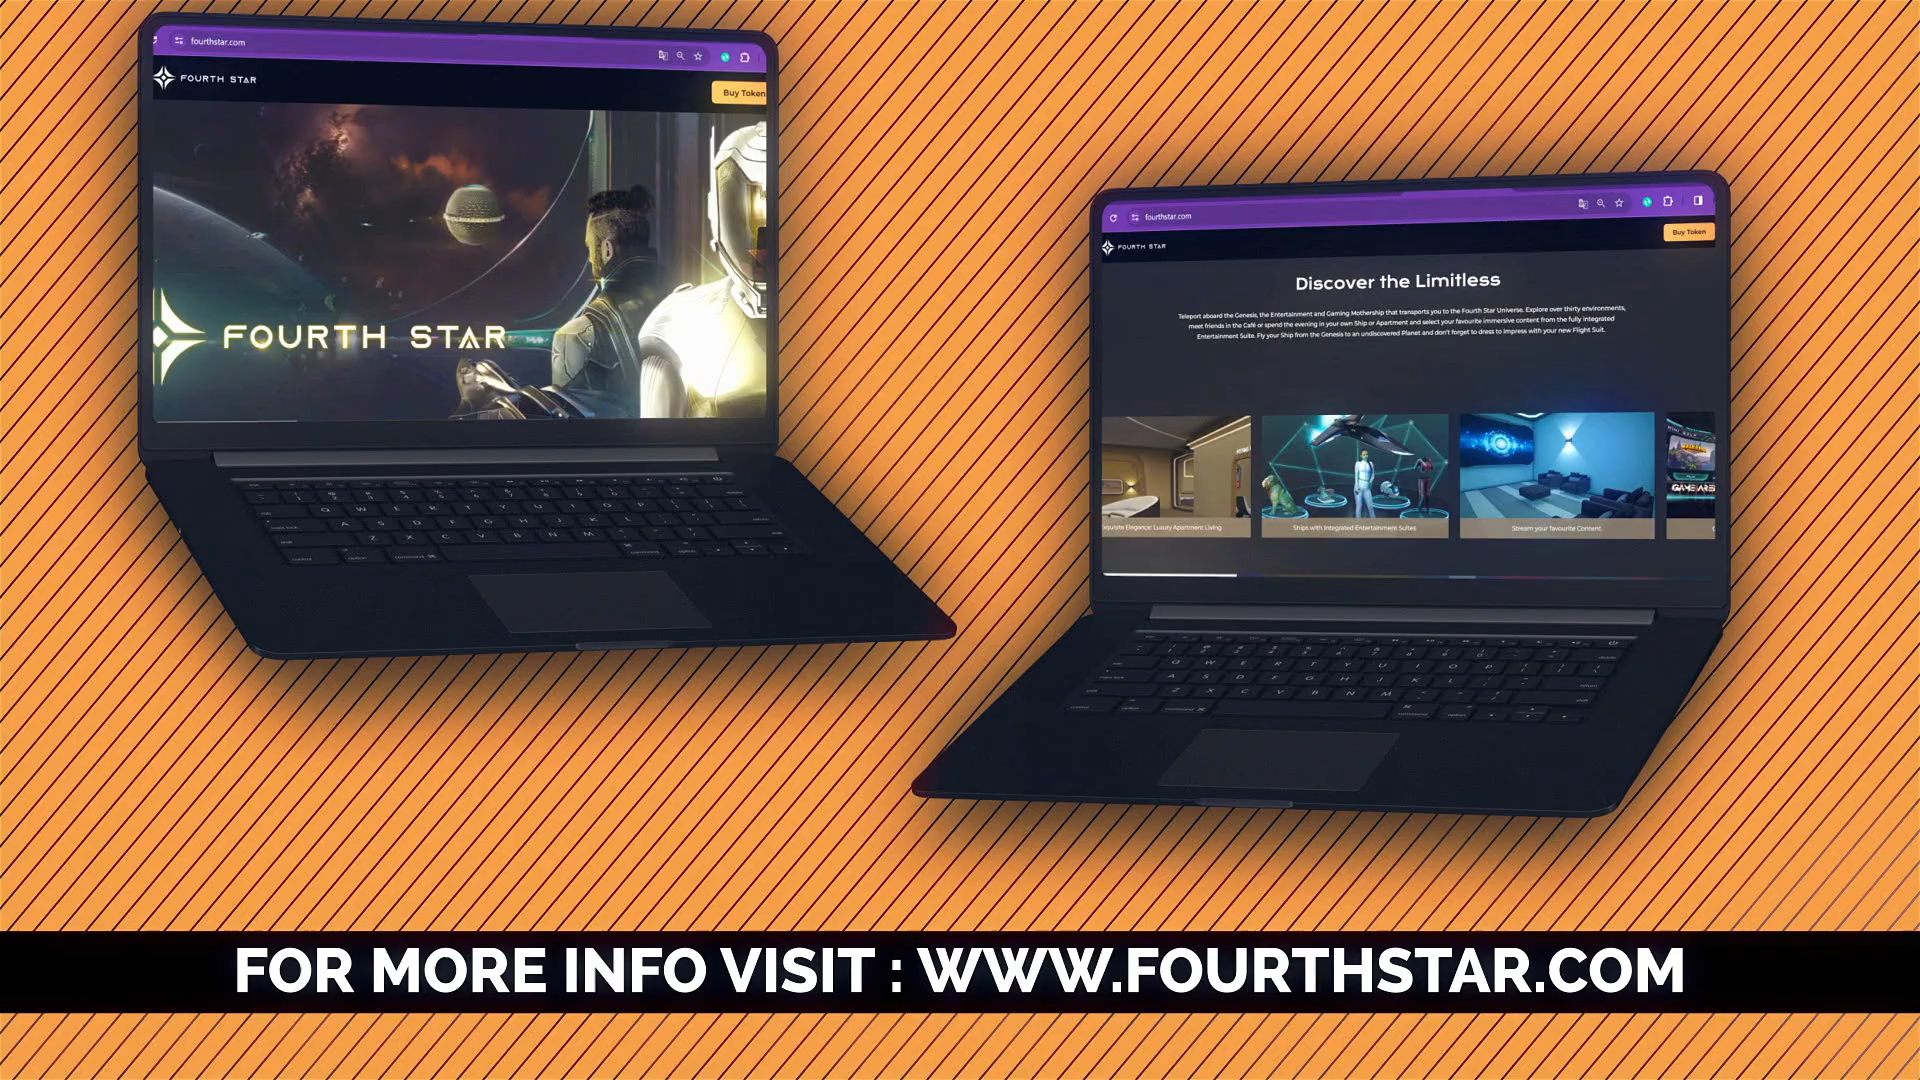 fourthstar.com
FOURTH STAR
Buy Token
FOURTH STAR
fourthstar.com
FOURTH STAR
Buy Token
Discover the Limitless
Teleport aboard the Genesis, the Entertainment and Gaming Mothership that transports you to the Fourth Star Universe. Explore over thirty environments,
meet friends in the Café or spend the evening in your own Ship or Apartment and select your favourite immersive content from the fully integrated
Entertainment Suite. Fly your Ship from the Genesis to an undiscovered Planet and don't forget to dress to impress with your new Flight Suit.
Elegance: Luxury Apartment Living
Ships with Integrated Entertainment Suites
Stream your favourite Content
FOR MORE INFO VISIT : WWW.FOURTHSTAR.COM